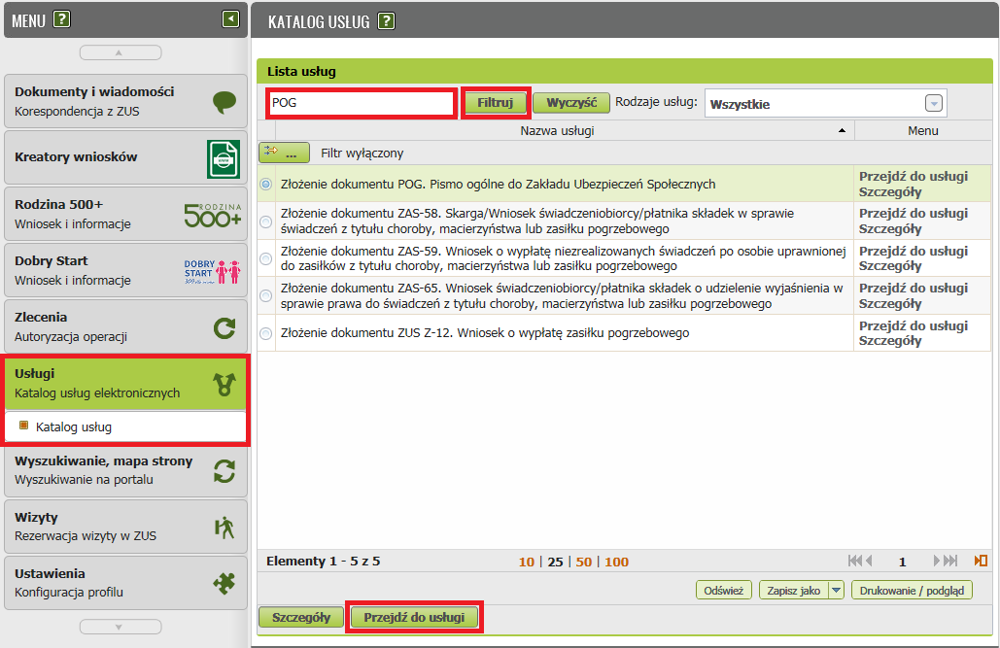 MENU ?
KATALOG USŁUG ?
Dokumenty i wiadomości
Korespondencja z ZUS
Kreatory wniosków
Rodzina 500+
Wniosek i informacje
RODZINA
500+
Dobry Start
Wniosek i informacje
DOBRY
START
Zlecenia
Autoryzacja operacji
Usługi
Katalog usług elektronicznych
Katalog usług
Wyszukiwanie, mapa strony
Wyszukiwanie na portalu
Wizyty
Rezerwacja wizyty w ZUS
Ustawienia
Konfiguracja profilu
Lista usług
POG Filtruj Wyczyść Rodzaje usług: Wszystkie
Nazwa usługi Menu
... Filtr wyłączony
Złożenie dokumentu POG. Pismo ogólne do Zakładu Ubezpieczeń Społecznych
Przejdź do usługi
Szczegóły
Złożenie dokumentu ZAS-58. Skarga/Wniosek świadczeniobiorcy/płatnika składek w sprawie
świadczeń z tytułu choroby, macierzyństwa lub zasiłku pogrzebowego
Przejdź do usługi
Szczegóły
Złożenie dokumentu ZAS-59. Wniosek o wypłatę niezrealizowanych świadczeń po osobie uprawnionej
do zasiłków z tytułu choroby, macierzyństwa lub zasiłku pogrzebowego
Przejdź do usługi
Szczegóły
Złożenie dokumentu ZAS-65. Wniosek świadczeniobiorcy/płatnika składek o udzielenie wyjaśnienia w
sprawie prawa do świadczeń z tytułu choroby, macierzyństwa lub zasiłku pogrzebowego
Przejdź do usługi
Szczegóły
Złożenie dokumentu ZUS Z-12. Wniosek o wypłatę zasiłku pogrzebowego
Przejdź do usługi
Szczegóły
Elementy 1 - 5 z 5 10 | 25 | 50 | 100 1
Odśwież Zapisz jako Drukowanie / podgląd
Szczegóły Przejdź do usługi